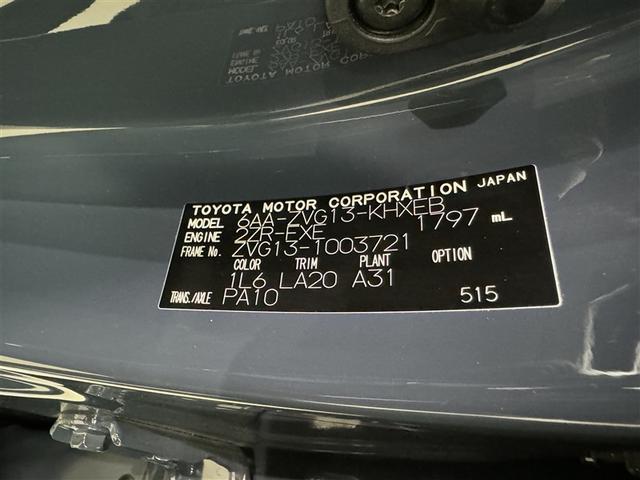 TOYOTA MOTOR CORPORATION JAPAN
MODEL 6AA-ZVG13-KHXEB
ENGINE 2ZR-EXE 1797 mL
FRAME No. ZVG13-1003721
COLOR TRIM PLANT OPTION
1L6 LA20 A31
TRANS./AXLE PA10 515